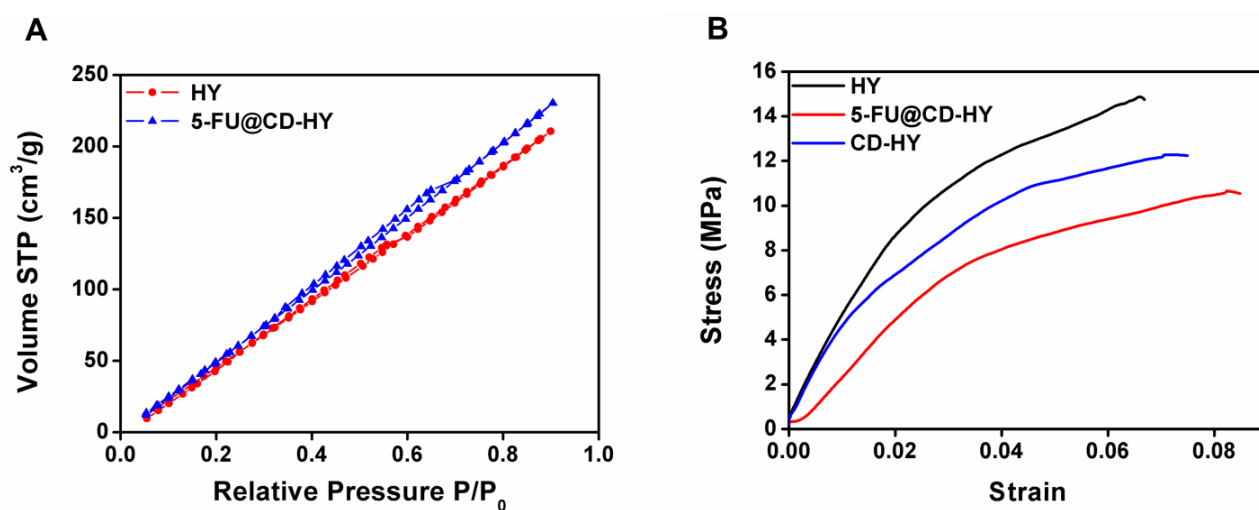 A
250
200
150
100
50
0
Volume STP (cm³/g)
HY
5-FU@CD-HY
0.0 0.2 0.4 0.6 0.8 1.0
Relative Pressure P/P₀
B
16
14
12
10
8
6
4
2
0
Stress (MPa)
HY
5-FU@CD-HY
CD-HY
0.00 0.02 0.04 0.06 0.08
Strain